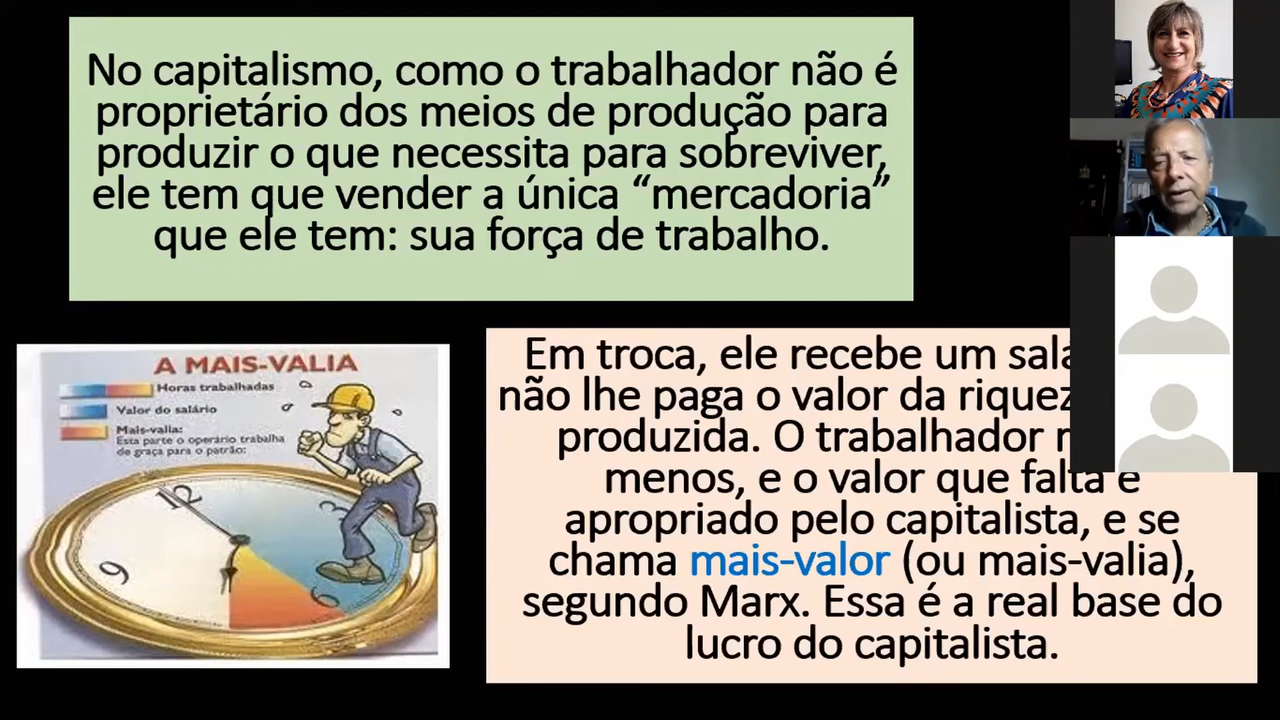 No capitalismo, como o trabalhador não é
proprietário dos meios de produção para
produzir o que necessita para sobreviver,
ele tem que vender a única “mercadoria”
que ele tem: sua força de trabalho.
A MAIS-VALIA
Horas trabalhadas
Valor do salário
Mais-valia:
Esta parte o operário trabalha
de graça para o patrão:
12
3
6
9
Em troca, ele recebe um
não lhe paga o valor da
produzida. O trabalhador
menos, e o valor que falta é
apropriado pelo capitalista, e se
chama mais-valor (ou mais-valia),
segundo Marx. Essa é a real base do
lucro do capitalista.